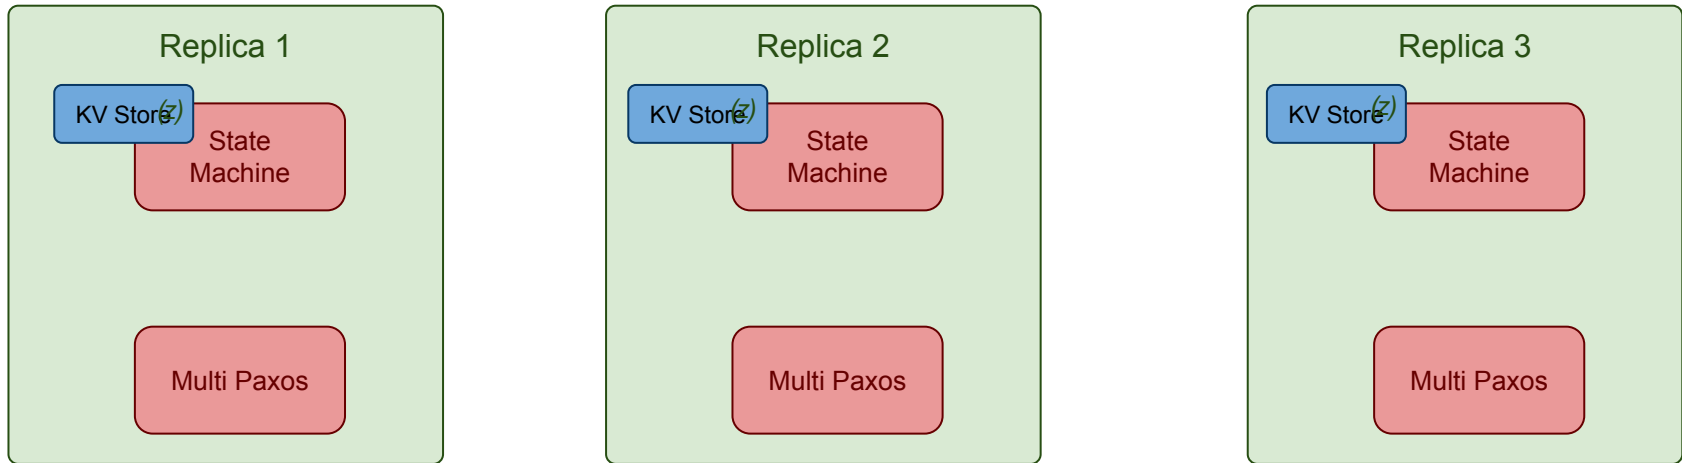 Replica 1
KV Store
(z)
State
Machine
Multi Paxos
Replica 2
KV Store
(z)
State
Machine
Multi Paxos
Replica 3
KV Store
(z)
State
Machine
Multi Paxos